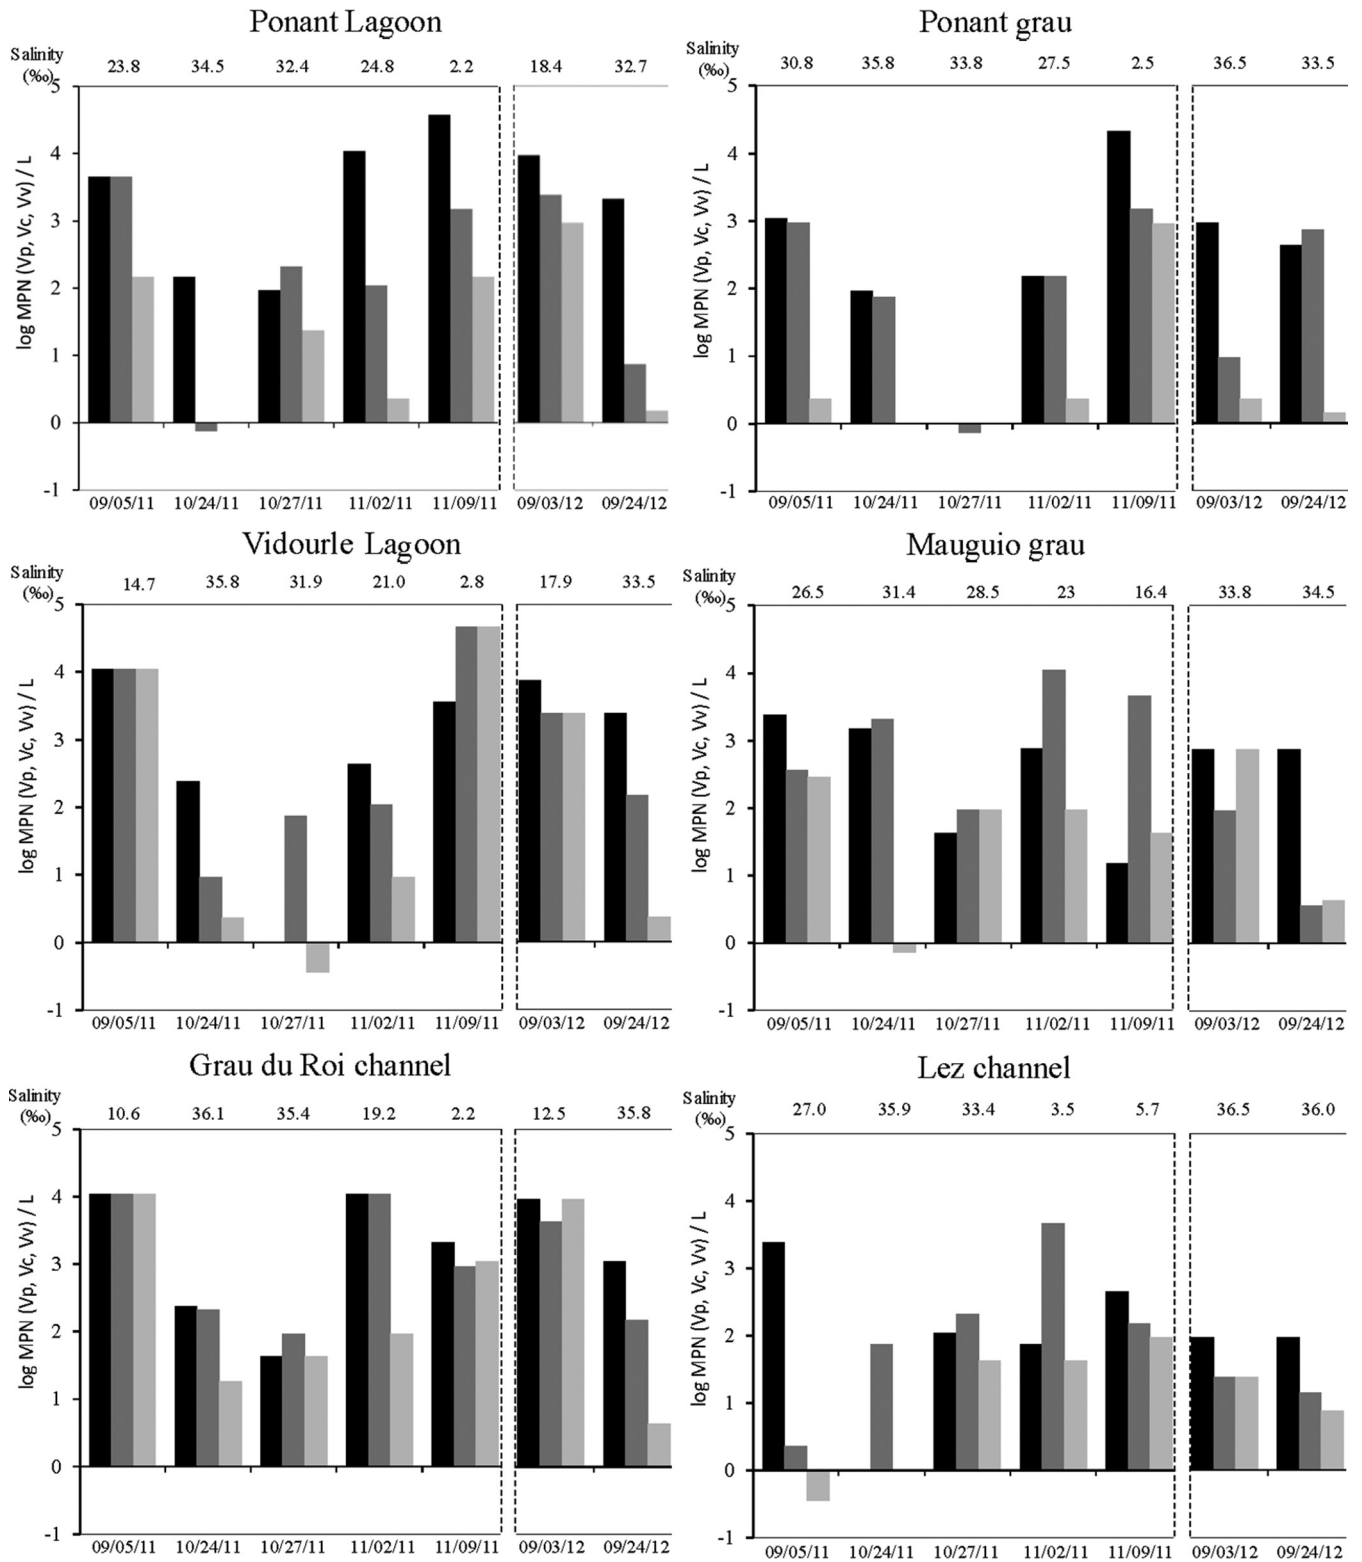 Ponant Lagoon
Salinity
(‰)
23.8 34.5 32.4 24.8 2.2 18.4 32.7
5
4
3
2
1
0
-1
log MPN (Vp, Vc, Vv) / L
09/05/11 10/24/11 10/27/11 11/02/11 11/09/11 09/03/12 09/24/12
Ponant grau
Salinity
(‰)
30.8 35.8 33.8 27.5 2.5 36.5 33.5
5
4
3
2
1
0
-1
log MPN (Vp, Vc, Vv) / L
09/05/11 10/24/11 10/27/11 11/02/11 11/09/11 09/03/12 09/24/12
Vidourle Lagoon
Salinity
(‰)
14.7 35.8 31.9 21.0 2.8 17.9 33.5
5
4
3
2
1
0
-1
log MPN (Vp, Vc, Vv) / L
09/05/11 10/24/11 10/27/11 11/02/11 11/09/11 09/03/12 09/24/12
Mauguio grau
Salinity
(‰)
26.5 31.4 28.5 23 16.4 33.8 34.5
5
4
3
2
1
0
-1
log MPN (Vp, Vc, Vv) / L
09/05/11 10/24/11 10/27/11 11/02/11 11/09/11 09/03/12 09/24/12
Grau du Roi channel
Salinity
(‰)
10.6 36.1 35.4 19.2 2.2 12.5 35.8
5
4
3
2
1
0
-1
log MPN (Vp, Vc, Vv) / L
09/05/11 10/24/11 10/27/11 11/02/11 11/09/11 09/03/12 09/24/12
Lez channel
Salinity
(‰)
27.0 35.9 33.4 3.5 5.7 36.5 36.0
5
4
3
2
1
0
-1
log MPN (Vp, Vc, Vv) / L
09/05/11 10/24/11 10/27/11 11/02/11 11/09/11 09/03/12 09/24/12